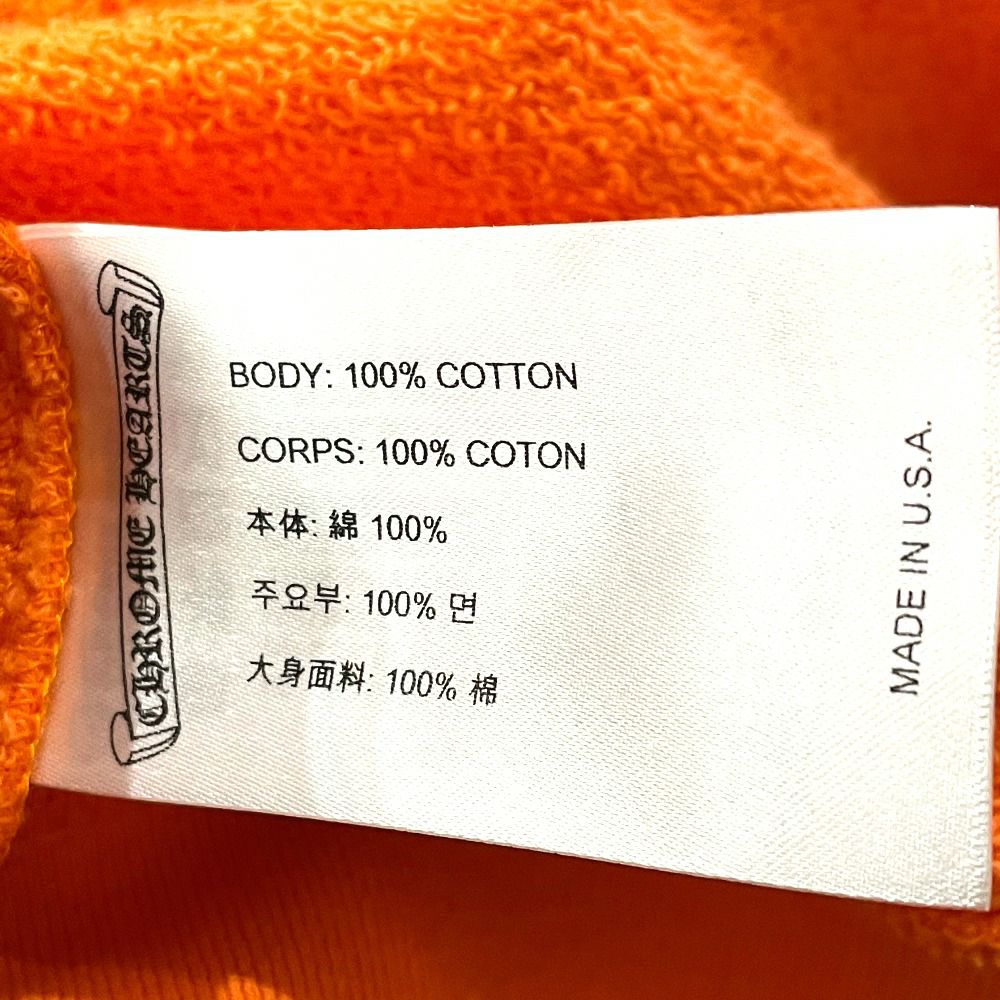 CHROME HEARTS
BODY: 100% COTTON
CORPS: 100% COTON
本体: 綿 100%
주요부: 100% 면
大身面料: 100% 棉
MADE IN U.S.A.